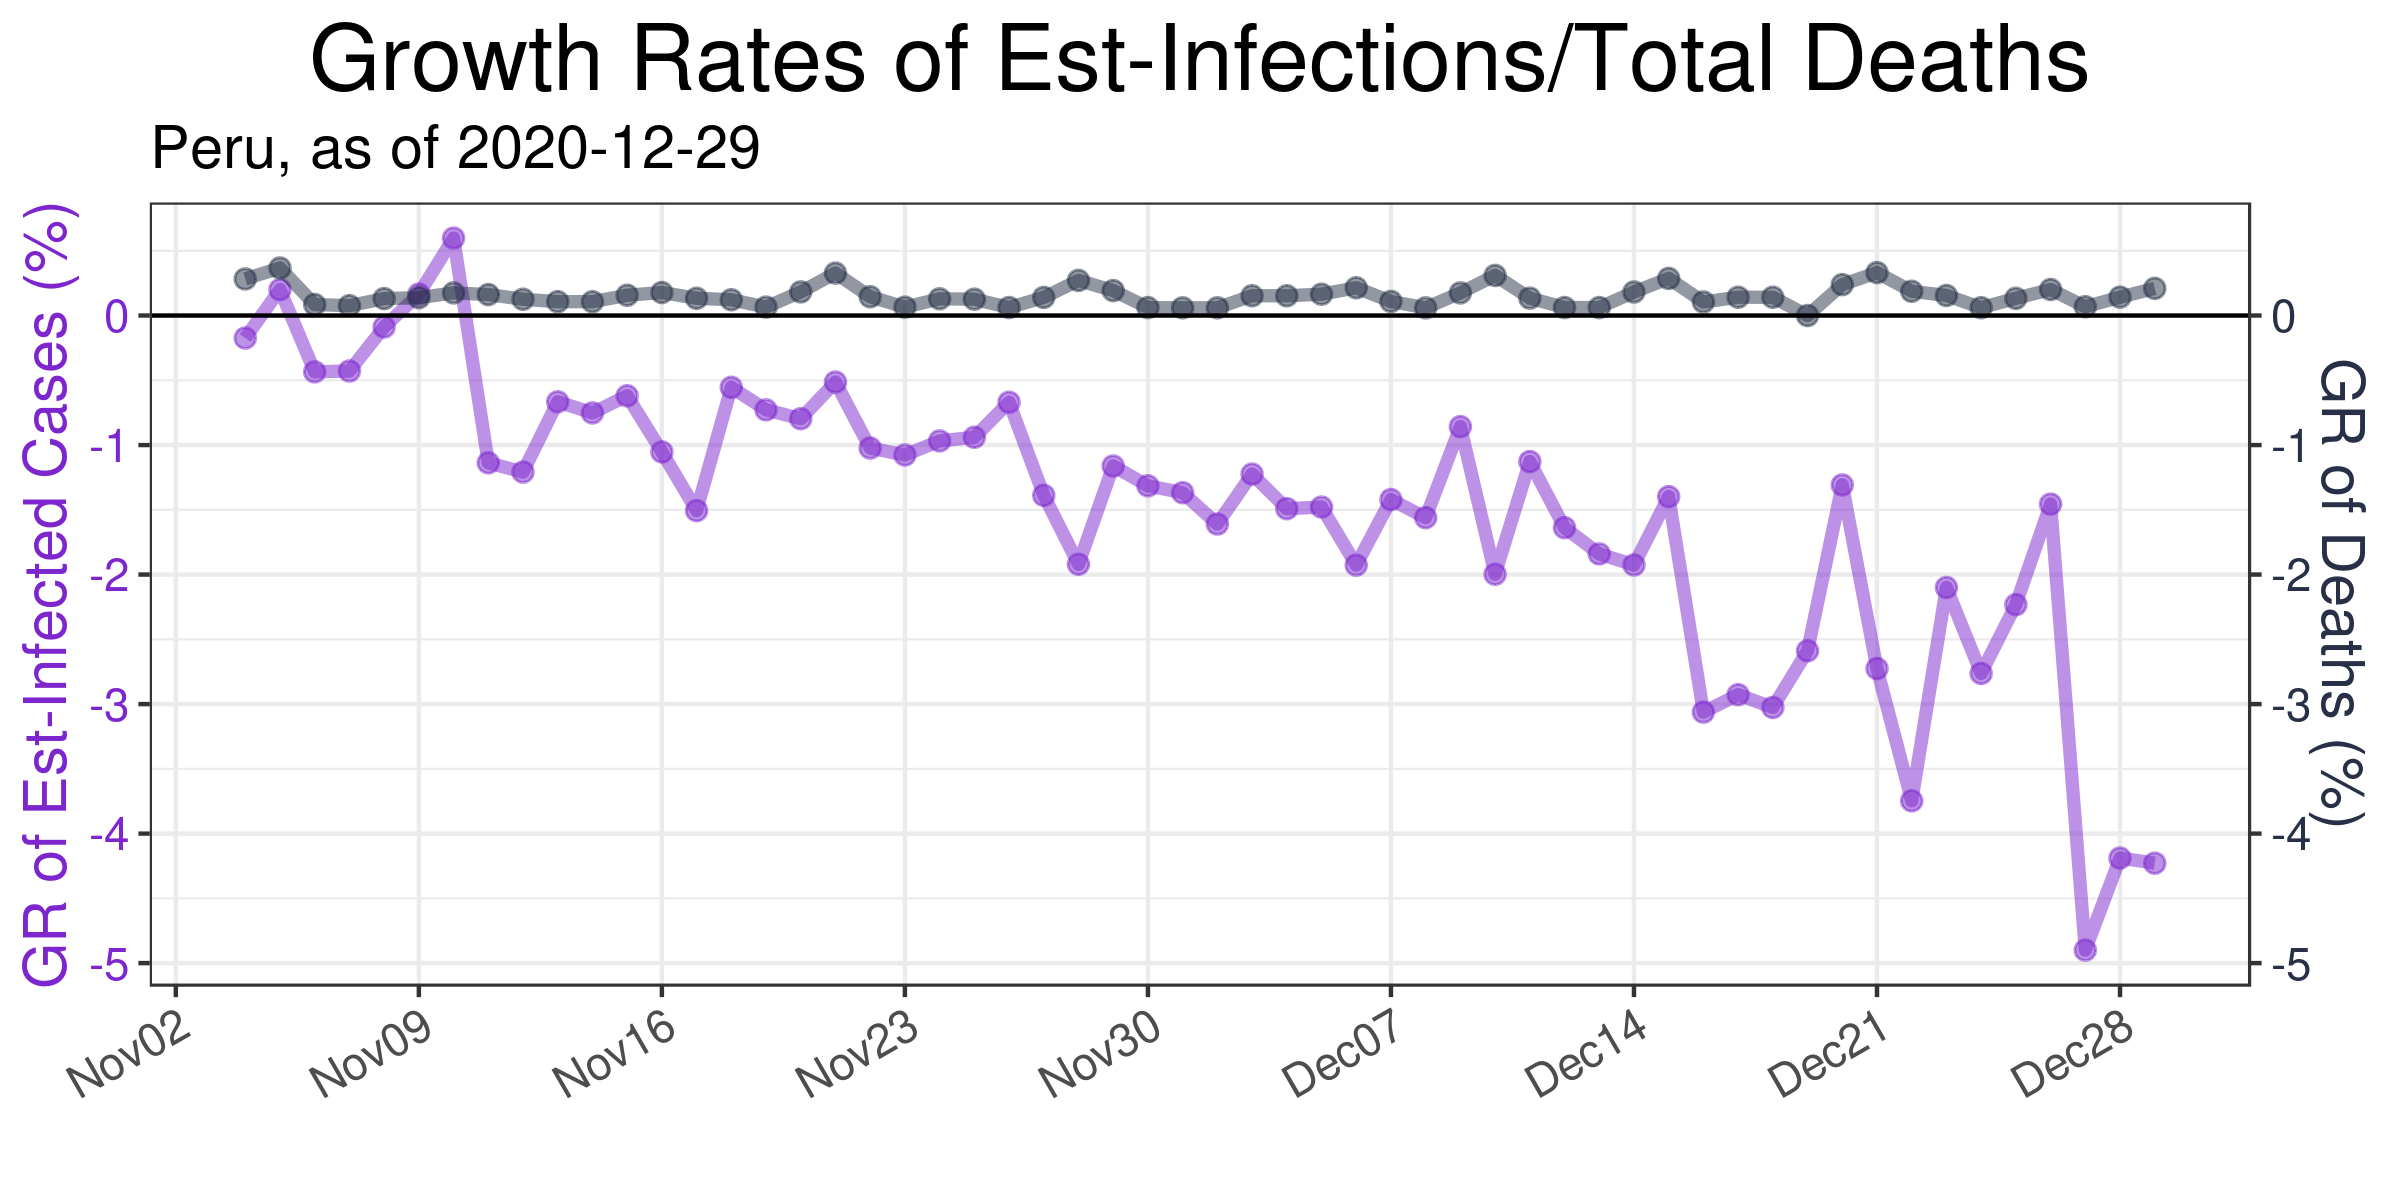 Growth Rates of Est-Infections/Total Deaths
Peru, as of 2020-12-29
GR of Est-Infected Cases (%)
0
-1
-2
-3
-4
-5
0
-1
-2
-3
-4
-5
GR of Deaths (%)
Nov02
Nov09
Nov16
Nov23
Nov30
Dec07
Dec14
Dec21
Dec28